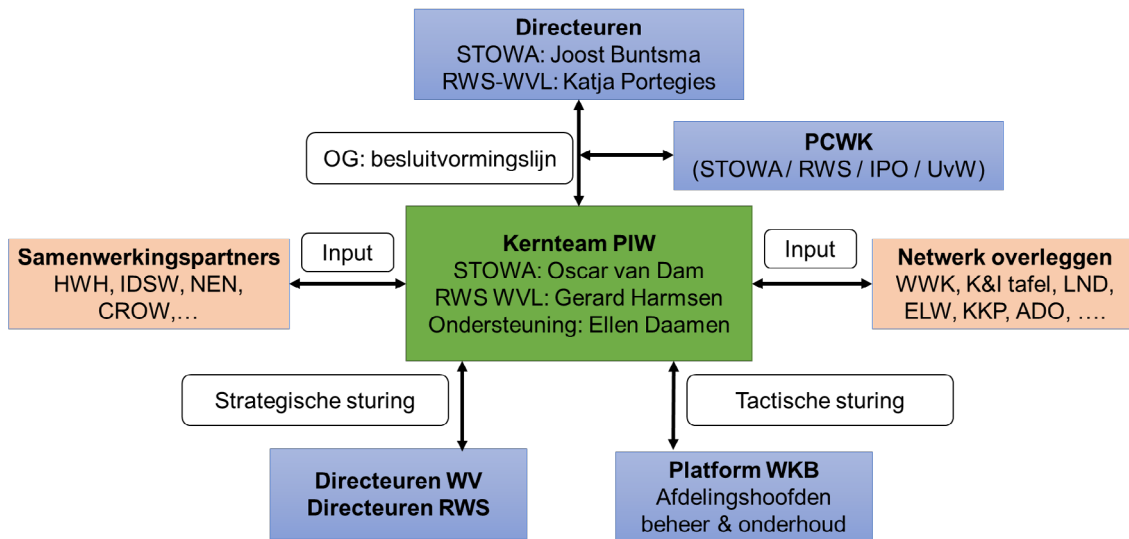 Directeuren
STOWA: Joost Buntsma
RWS-WVL: Katja Portegies
OG: besluitvormingslijn
PCWK
(STOWA / RWS / IPO / UvW)
Samenwerkingspartners
HWH, IDSW, NEN,
CROW,…
Input
Kernteam PIW
STOWA: Oscar van Dam
RWS WVL: Gerard Harmsen
Ondersteuning: Ellen Daamen
Input
Netwerk overleggen
WWK, K&I tafel, LND,
ELW, KKP, ADO, ….
Strategische sturing
Tactische sturing
Directeuren WV
Directeuren RWS
Platform WKB
Afdelingshoofden
beheer & onderhoud